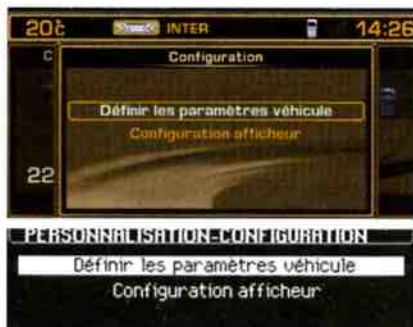 20°c INTER 14:26
Configuration
C
Définir les paramètres véhicule
Configuration afficheur
22
PERSONNALISATION-CONFIGURATION
Définir les paramètres véhicule
Configuration afficheur